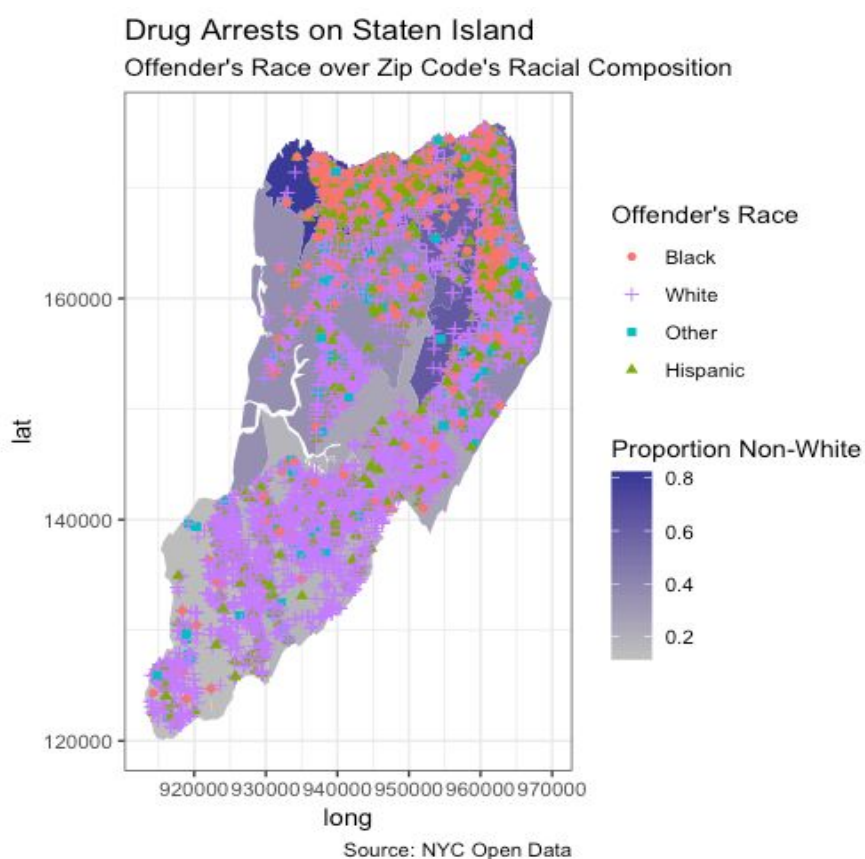 Drug Arrests on Staten Island
Offender's Race over Zip Code's Racial Composition
lat
160000
140000
120000
920000 930000 940000 950000 960000 970000
long
Source: NYC Open Data
Offender's Race
Black
White
Other
Hispanic
Proportion Non-White
0.8
0.6
0.4
0.2